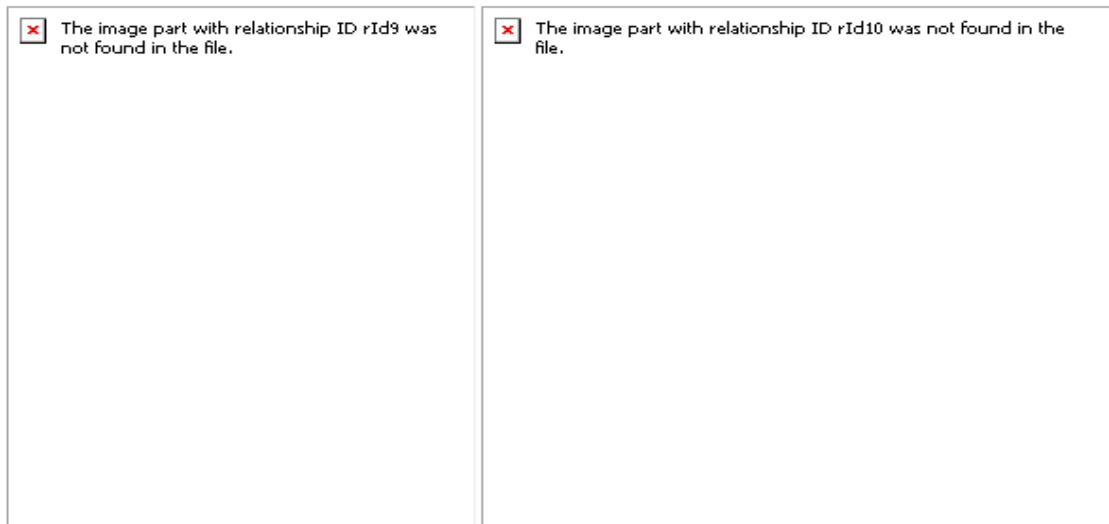 The image part with relationship ID rId9 was
not found in the file.
The image part with relationship ID rId10 was not found in the
file.